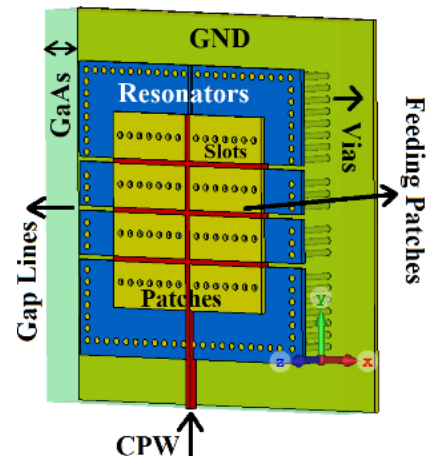 GND
GaAs
Resonators
Slots
Vias
Feeding Patches
Gap Lines
Patches
y
z
x
CPW